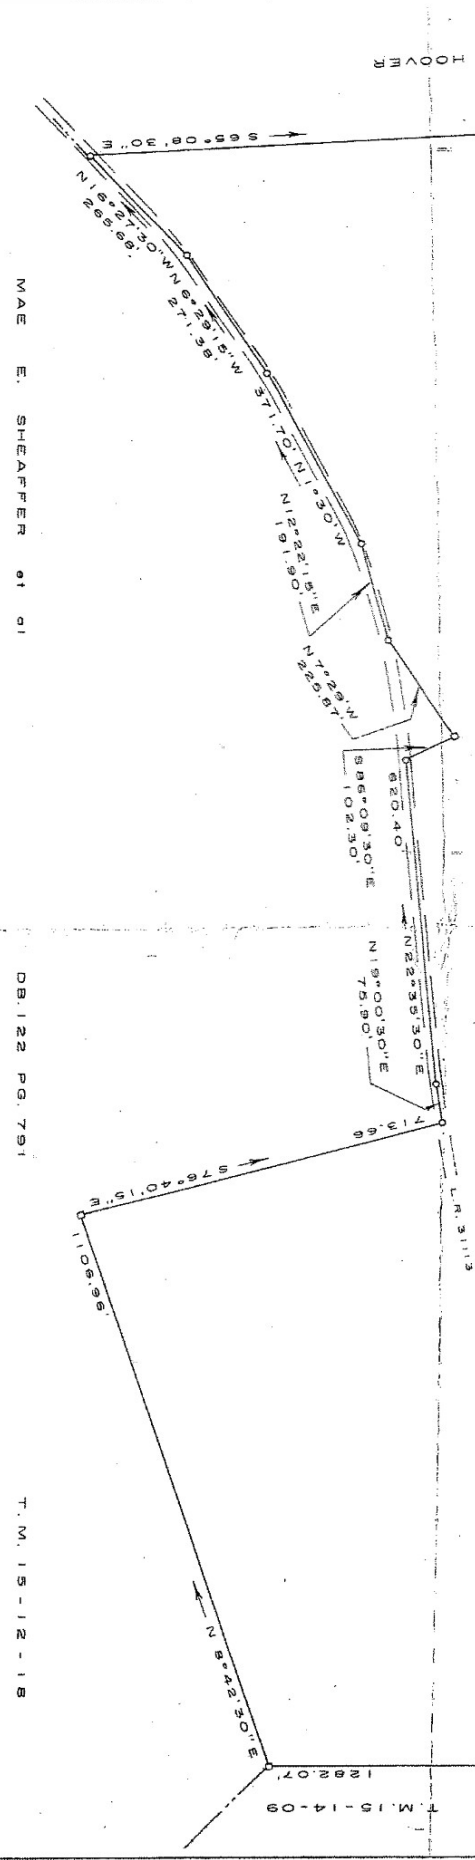 HOOVER
S65°08'30"E
N16°27'30"W
265.68'
N6°29'15"W
271.38'
371.70' N1°30'W
N12°22'15"E
191.90'
N7°29'W
225.87'
S86°09'30"E
102.30'
620.40'
N22°35'30"E
N19°00'30"E
75.90'
L.R. 31113
713.66
S76°40'15"E
1106.96'
N8°42'30"E
1282.07'
T.M. 15-14-09
MAE E. SHEAFFER et al
DB. 122 PG. 791
T.M. 15-12-18